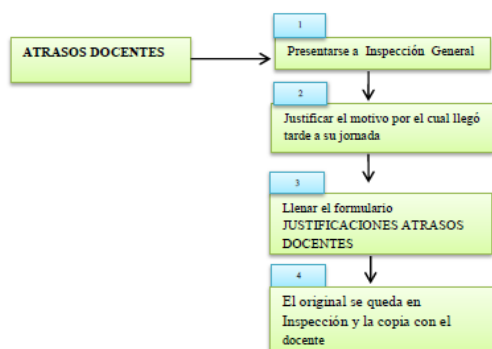 ATRASOS DOCENTES
1
Presentarse a Inspección General
2
Justificar el motivo por el cual llegó
tarde a su jornada
3
Llenar el formulario
JUSTIFICACIONES ATRASOS
DOCENTES
4
El original se queda en
Inspección y la copia con el
docente